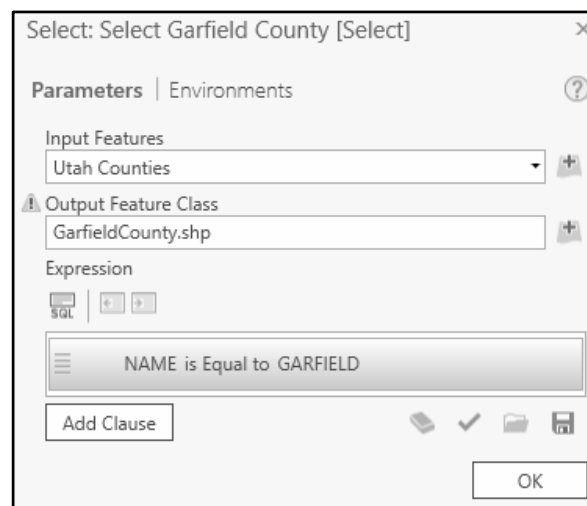 Select: Select Garfield County [Select]
Parameters | Environments
Input Features
Utah Counties
Output Feature Class
GarfieldCounty.shp
Expression
SQL
NAME is Equal to GARFIELD
Add Clause
OK